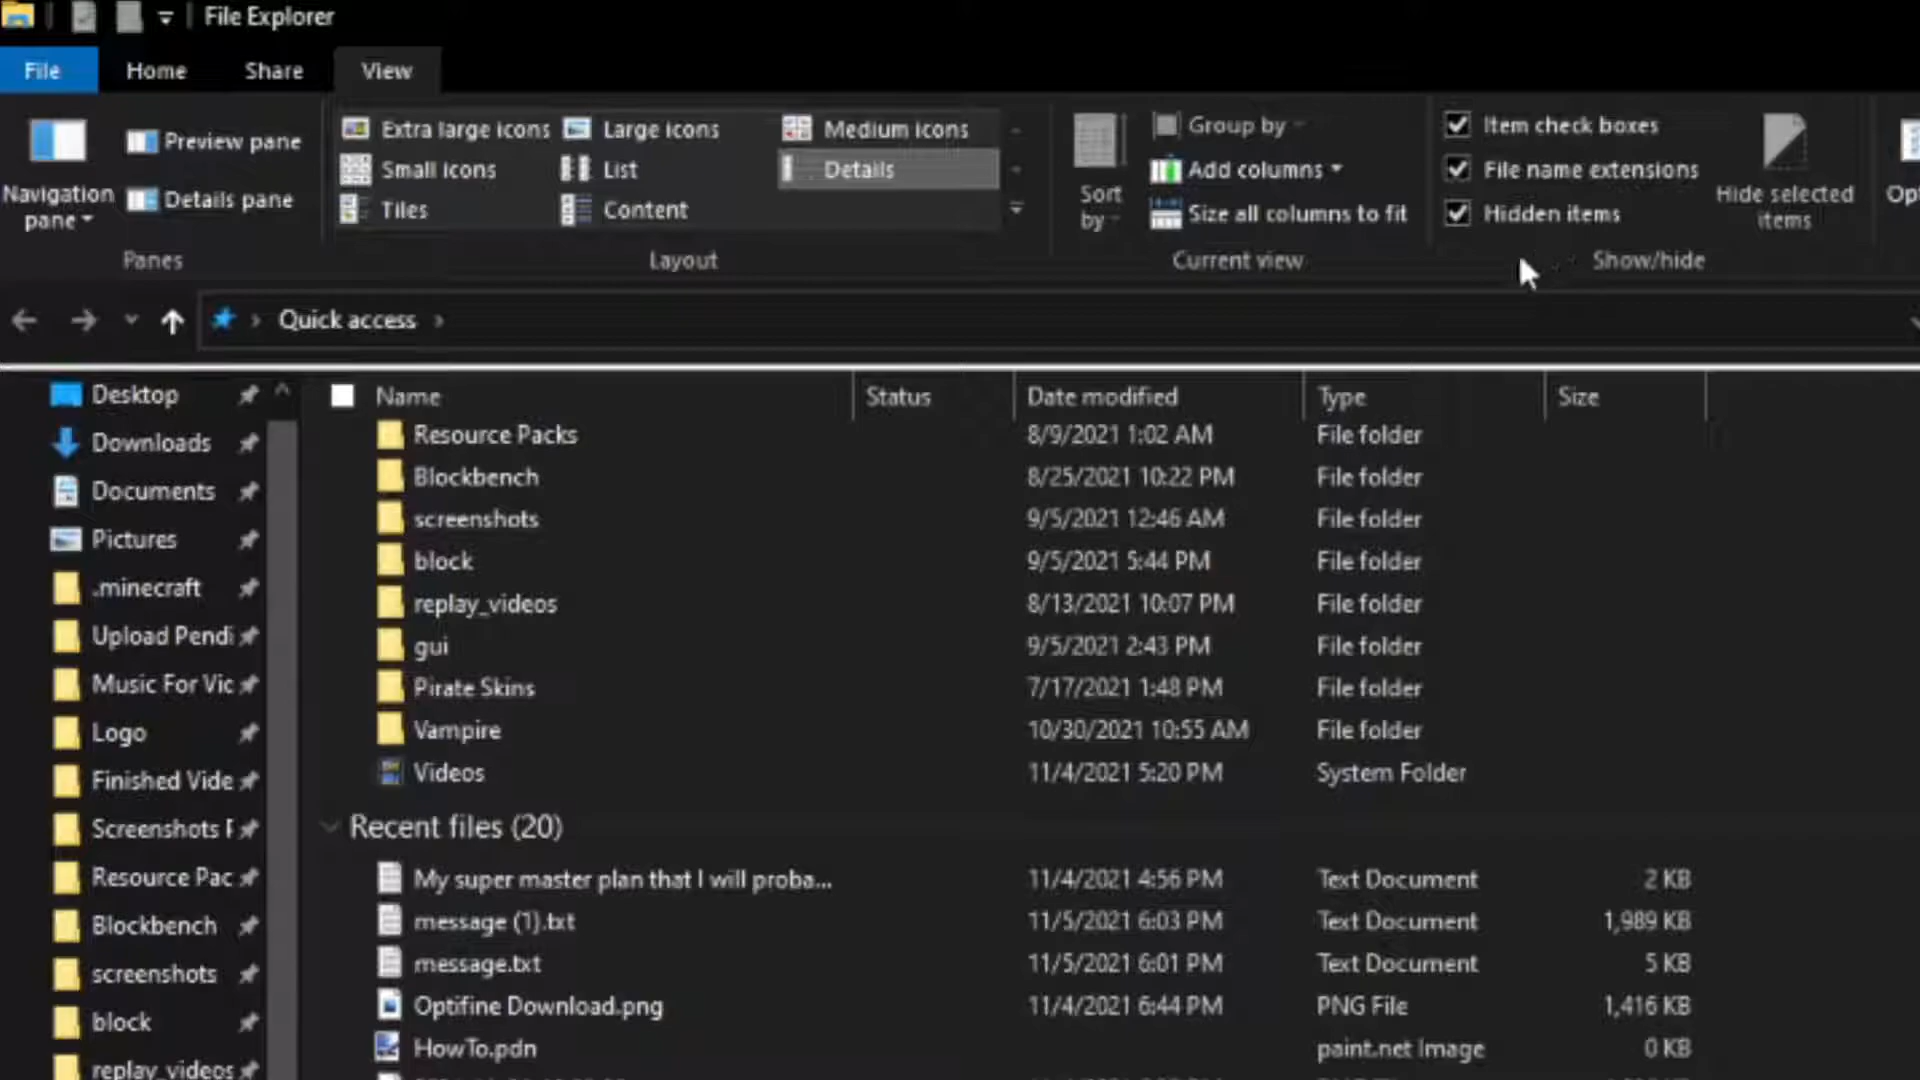 File Explorer
File Home Share View
Navigation pane
Preview pane
Details pane
Panes
Extra large icons Large icons Medium icons
Small icons List Details
Tiles Content
Layout
Sort by
Group by
Add columns
Size all columns to fit
Current view
Item check boxes
File name extensions
Hidden items
Hide selected items
Show/hide
Quick access
Desktop
Downloads
Documents
Pictures
.minecraft
Upload Pendi
Music For Vic
Logo
Finished Vide
Screenshots
Resource Pac
Blockbench
screenshots
block
replay_videos
Name Status Date modified Type Size
Resource Packs 8/9/2021 1:02 AM File folder
Blockbench 8/25/2021 10:22 PM File folder
screenshots 9/5/2021 12:46 AM File folder
block 9/5/2021 5:44 PM File folder
replay_videos 8/13/2021 10:07 PM File folder
gui 9/5/2021 2:43 PM File folder
Pirate Skins 7/17/2021 1:48 PM File folder
Vampire 10/30/2021 10:55 AM File folder
Videos 11/4/2021 5:20 PM System Folder
Recent files (20)
My super master plan that I will proba... 11/4/2021 4:56 PM Text Document 2 KB
message (1).txt 11/5/2021 6:03 PM Text Document 1,989 KB
message.txt 11/5/2021 6:01 PM Text Document 5 KB
Optifine Download.png 11/4/2021 6:44 PM PNG File 1,416 KB
HowTo.pdn paint.net Image 0 KB